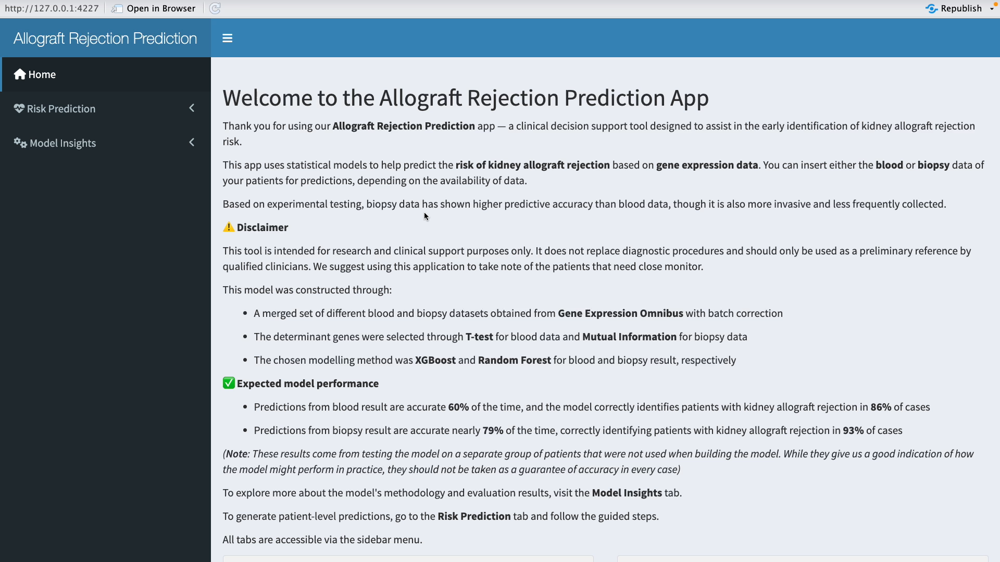 http://127.0.0.1:4227
Open in Browser
Republish
Allograft Rejection Prediction
Home
Risk Prediction
Model Insights
Welcome to the Allograft Rejection Prediction App
Thank you for using our Allograft Rejection Prediction app — a clinical decision support tool designed to assist in the early identification of kidney allograft rejection
risk.
This app uses statistical models to help predict the risk of kidney allograft rejection based on gene expression data. You can insert either the blood or biopsy data of
your patients for predictions, depending on the availability of data.
Based on experimental testing, biopsy data has shown higher predictive accuracy than blood data, though it is also more invasive and less frequently collected.
⚠️ Disclaimer
This tool is intended for research and clinical support purposes only. It does not replace diagnostic procedures and should only be used as a preliminary reference by
qualified clinicians. We suggest using this application to take note of the patients that need close monitor.
This model was constructed through:
• A merged set of different blood and biopsy datasets obtained from Gene Expression Omnibus with batch correction
• The determinant genes were selected through T-test for blood data and Mutual Information for biopsy data
• The chosen modelling method was XGBoost and Random Forest for blood and biopsy result, respectively
✅ Expected model performance
• Predictions from blood result are accurate 60% of the time, and the model correctly identifies patients with kidney allograft rejection in 86% of cases
• Predictions from biopsy result are accurate nearly 79% of the time, correctly identifying patients with kidney allograft rejection in 93% of cases
(Note: These results come from testing the model on a separate group of patients that were not used when building the model. While they give us a good indication of how
the model might perform in practice, they should not be taken as a guarantee of accuracy in every case)
To explore more about the model's methodology and evaluation results, visit the Model Insights tab.
To generate patient-level predictions, go to the Risk Prediction tab and follow the guided steps.
All tabs are accessible via the sidebar menu.